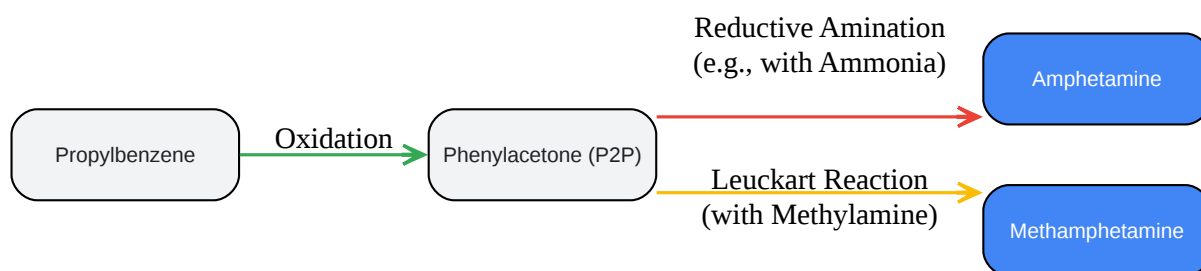 Propylbenzene
Oxidation
Phenylacetone (P2P)
Reductive Amination
(e.g., with Ammonia)
Amphetamine
Leuckart Reaction
(with Methylamine)
Methamphetamine